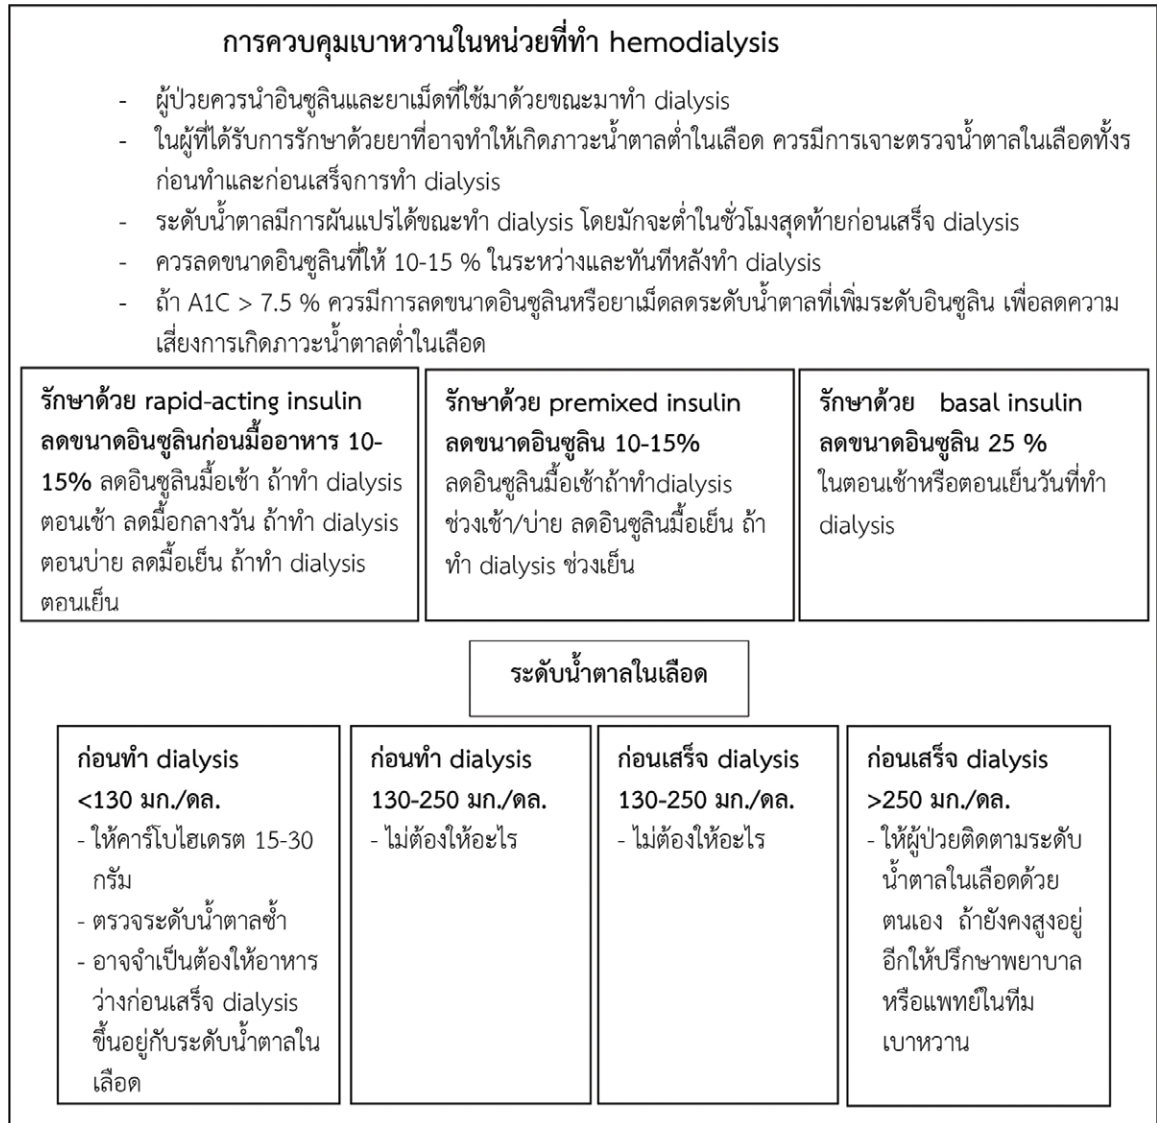 การควบคุมเบาหวานในหน่วยที่ทำ hemodialysis
- ผู้ป่วยควรนำอินซูลินและยาเม็ดที่ใช้มาด้วยขณะมาทำ dialysis
- ในผู้ที่ได้รับการรักษาด้วยยาที่อาจทำให้เกิดภาวะน้ำตาลต่ำในเลือด ควรมีการเจาะตรวจน้ำตาลในเลือดทั้งร
ก่อนทำและก่อนเสร็จการทำ dialysis
- ระดับน้ำตาลมีการผันแปรได้ขณะทำ dialysis โดยมักจะต่ำในชั่วโมงสุดท้ายก่อนเสร็จ dialysis
- ควรลดขนาดอินซูลินที่ให้ 10-15 % ในระหว่างและทันทีหลังทำ dialysis
- ถ้า A1C > 7.5 % ควรมีการลดขนาดอินซูลินหรือยาเม็ดลดระดับน้ำตาลที่เพิ่มระดับอินซูลิน เพื่อลดความ
เสี่ยงการเกิดภาวะน้ำตาลต่ำในเลือด
รักษาด้วย rapid-acting insulin
ลดขนาดอินซูลินก่อนมื้ออาหาร 10-
15% ลดอินซูลินมื้อเช้า ถ้าทำ dialysis
ตอนเช้า ลดมื้อกลางวัน ถ้าทำ dialysis
ตอนบ่าย ลดมื้อเย็น ถ้าทำ dialysis
ตอนเย็น
รักษาด้วย premixed insulin
ลดขนาดอินซูลิน 10-15%
ลดอินซูลินมื้อเช้าถ้าทำdialysis
ช่วงเช้า/บ่าย ลดอินซูลินมื้อเย็น ถ้า
ทำ dialysis ช่วงเย็น
รักษาด้วย basal insulin
ลดขนาดอินซูลิน 25 %
ในตอนเช้าหรือตอนเย็นวันที่ทำ
dialysis
ระดับน้ำตาลในเลือด
ก่อนทำ dialysis
<130 มก./ดล.
- ให้คาร์โบไฮเดรต 15-30
กรัม
- ตรวจระดับน้ำตาลซ้ำ
- อาจจำเป็นต้องให้อาหาร
ว่างก่อนเสร็จ dialysis
ขึ้นอยู่กับระดับน้ำตาลใน
เลือด
ก่อนทำ dialysis
130-250 มก./ดล.
- ไม่ต้องให้อะไร
ก่อนเสร็จ dialysis
130-250 มก./ดล.
- ไม่ต้องให้อะไร
ก่อนเสร็จ dialysis
>250 มก./ดล.
- ให้ผู้ป่วยติดตามระดับ
น้ำตาลในเลือดด้วย
ตนเอง ถ้ายังคงสูงอยู่
อีกให้ปรึกษาพยาบาล
หรือแพทย์ในทีม
เบาหวาน